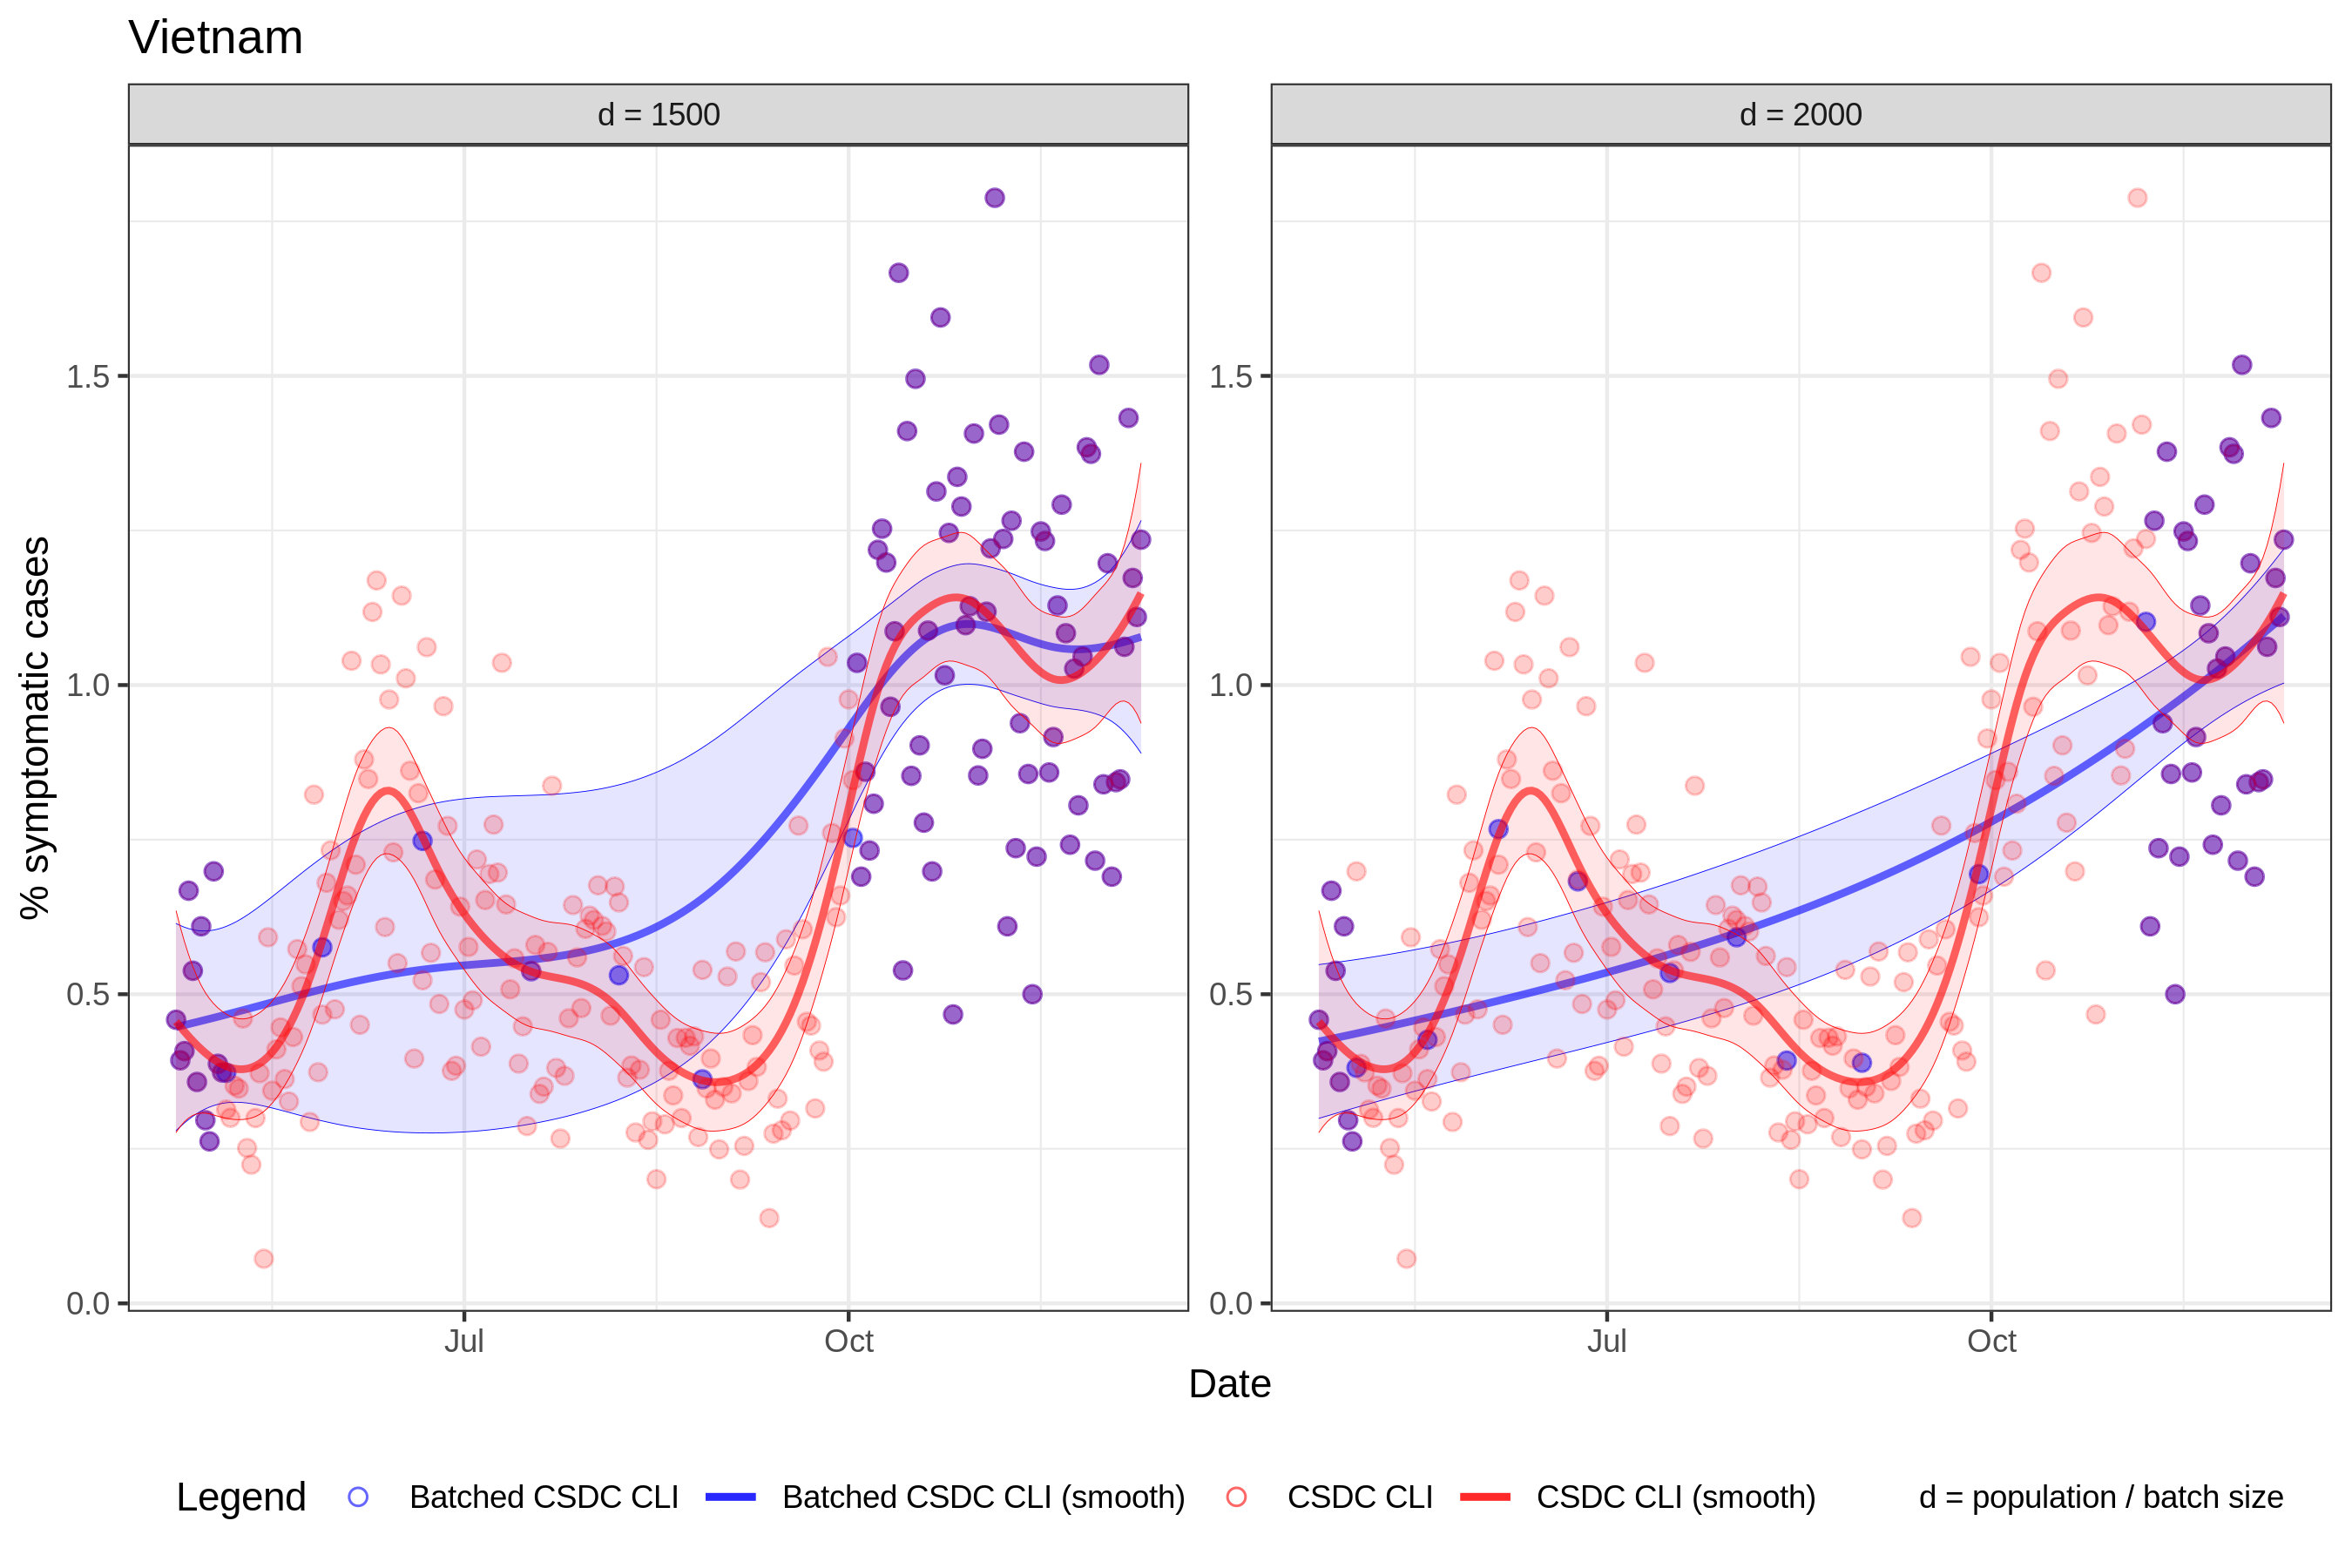 Vietnam
d = 1500
d = 2000
% symptomatic cases
1.5
1.0
0.5
0.0
1.5
1.0
0.5
0.0
Jul
Oct
Jul
Oct
Date
Legend
Batched CSDC CLI
Batched CSDC CLI (smooth)
CSDC CLI
CSDC CLI (smooth)
d = population / batch size